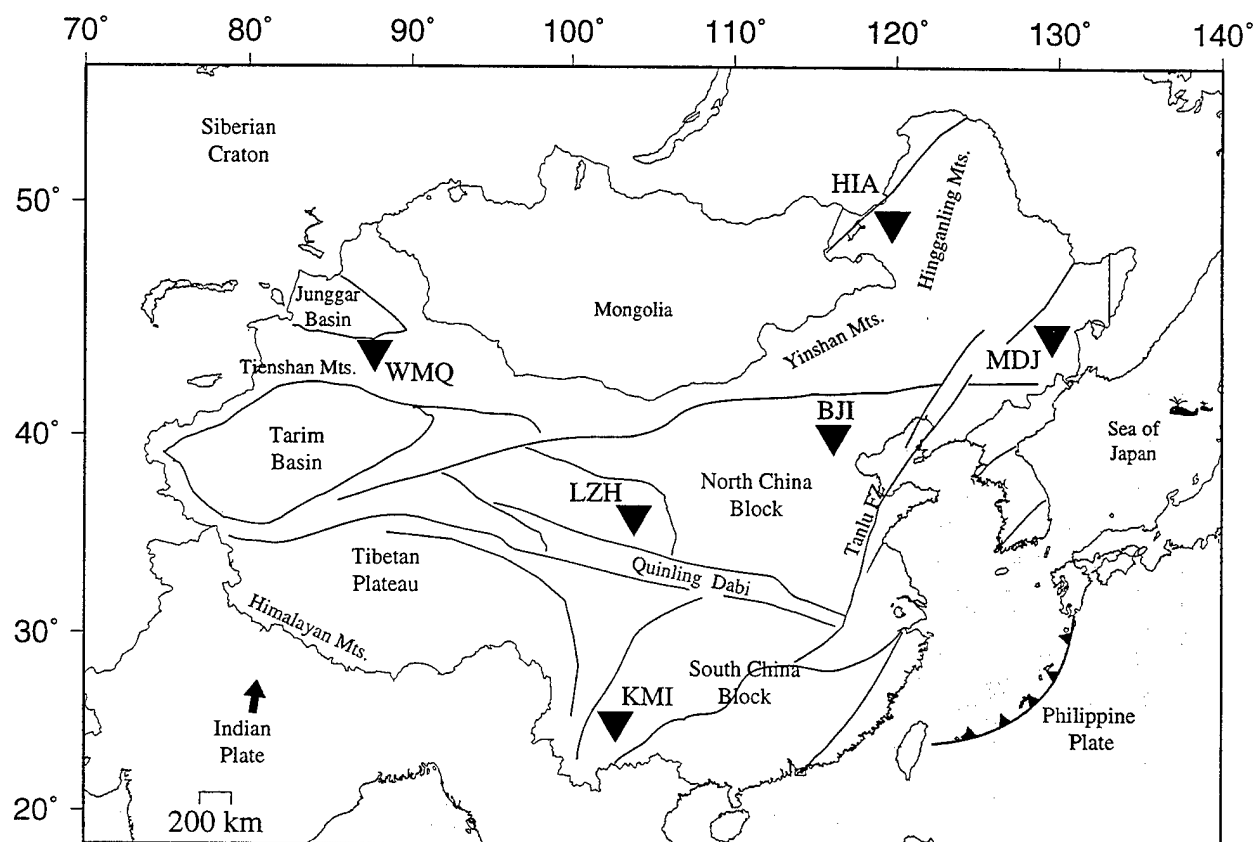 70° 80° 90° 100° 110° 120° 130° 140°
Siberian
Craton
50°
HIA
Hingganling Mts.
Junggar
Basin
Mongolia
Yinshan Mts.
Tienshan Mts.
WMQ
MDJ
BJI
40°
Tarim
Basin
Sea of
Japan
LZH
North China
Block
Tanlu FZ
Tibetan
Plateau
Quinling Dabi
Himalayan Mts.
30°
South China
Block
KMI
Indian
Plate
Philippine
Plate
20°
200 km